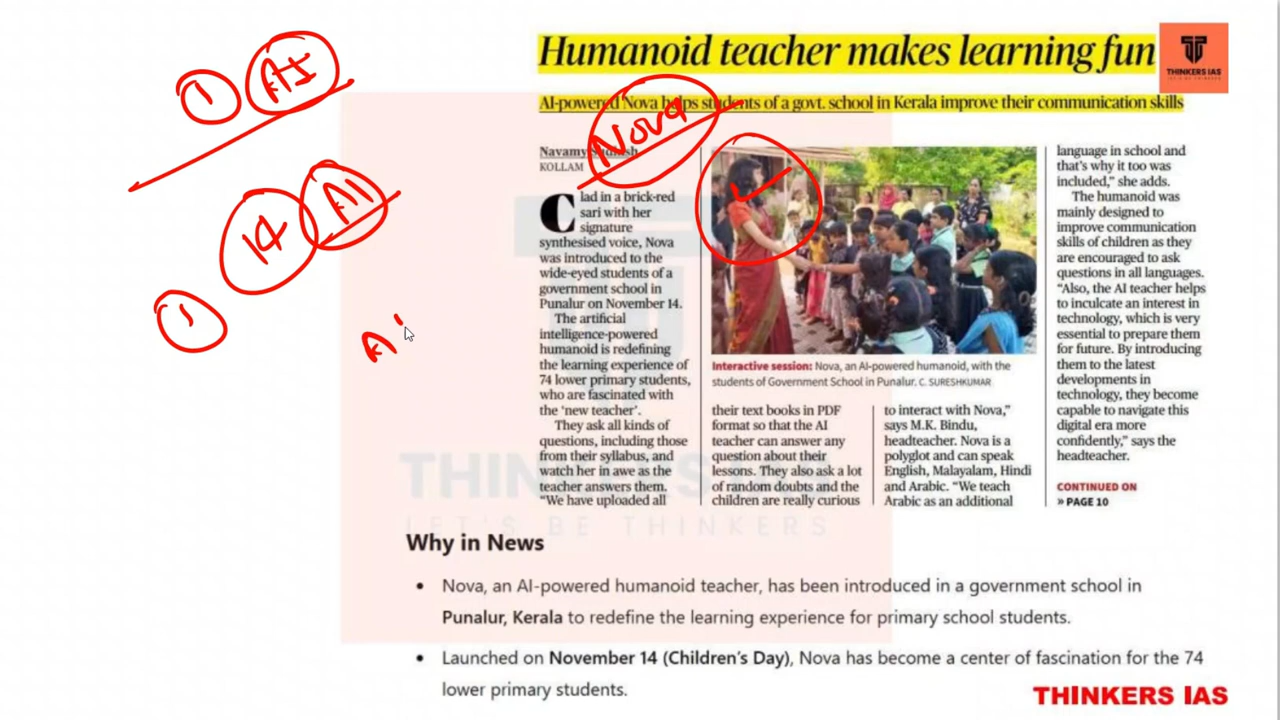 Humanoid teacher makes learning fun
THINKERS IAS
AI-powered Nova helps students of a govt. school in Kerala improve their communication skills
1 AI
Nova
14 AI
1
A
Navamy
KOLLAM
Clad in a brick-red
sari with her
signature
synthesised voice, Nova
was introduced to the
wide-eyed students of a
government school in
Punalur on November 14.
The artificial
intelligence-powered
humanoid is redefining
the learning experience of
74 lower primary students,
who are fascinated with
the ‘new teacher’.
They ask all kinds of
questions, including those
from their syllabus, and
watch her in awe as the
teacher answers them.
“We have uploaded all
Interactive session: Nova, an AI-powered humanoid, with the
students of Government School in Punalur. C. SURESHKUMAR
their text books in PDF
format so that the AI
teacher can answer any
question about their
lessons. They also ask a lot
of random doubts and the
children are really curious
to interact with Nova,”
says M.K. Bindu,
headteacher. Nova is a
polyglot and can speak
English, Malayalam, Hindi
and Arabic. “We teach
Arabic as an additional
language in school and
that’s why it too was
included,” she adds.
The humanoid was
mainly designed to
improve communication
skills of children as they
are encouraged to ask
questions in all languages.
“Also, the AI teacher helps
to inculcate an interest in
technology, which is very
essential to prepare them
for future. By introducing
them to the latest
developments in
technology, they become
capable to navigate this
digital era more
confidently,” says the
headteacher.
CONTINUED ON
» PAGE 10
LET'S BE THINKERS
Why in News
• Nova, an AI-powered humanoid teacher, has been introduced in a government school in
Punalur, Kerala to redefine the learning experience for primary school students.
• Launched on November 14 (Children's Day), Nova has become a center of fascination for the 74
lower primary students.
THINKERS IAS